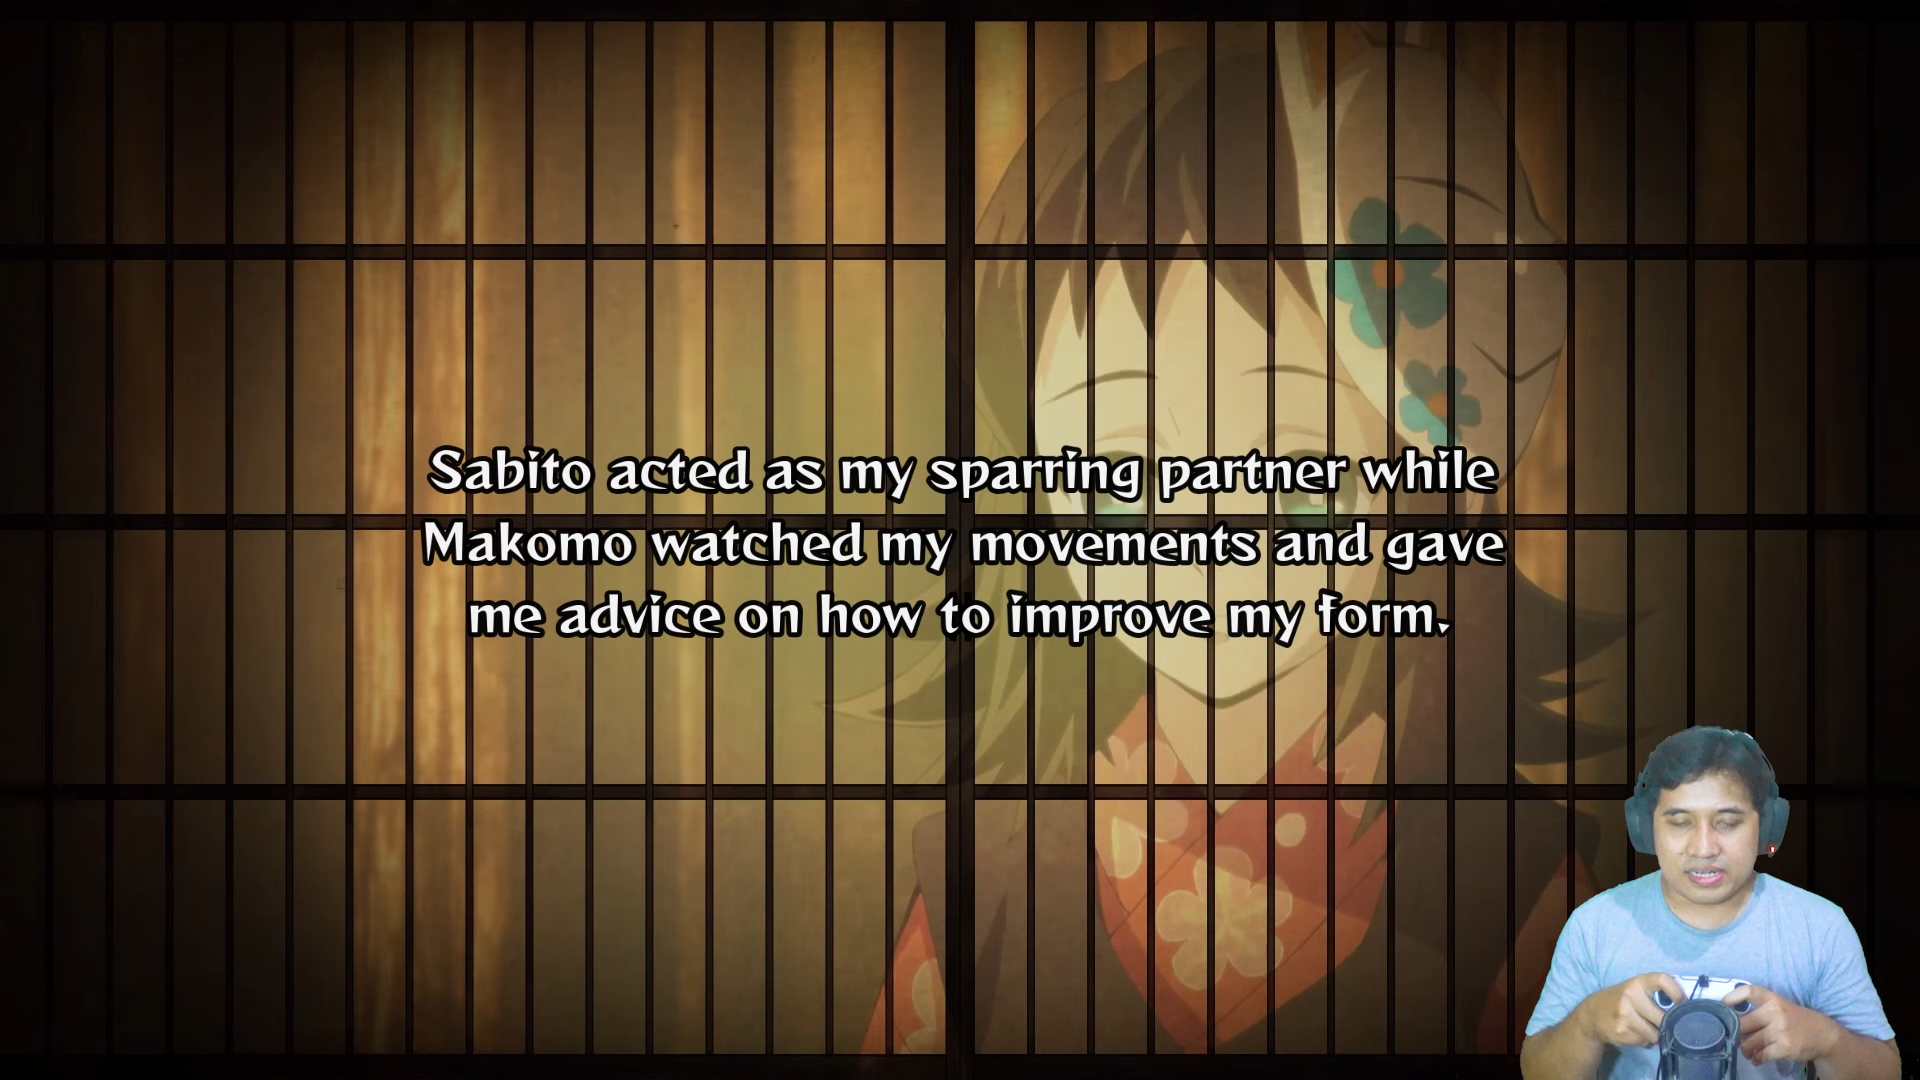 Sabito acted as my sparring partner while
Makomo watched my movements and gave
me advice on how to improve my form.